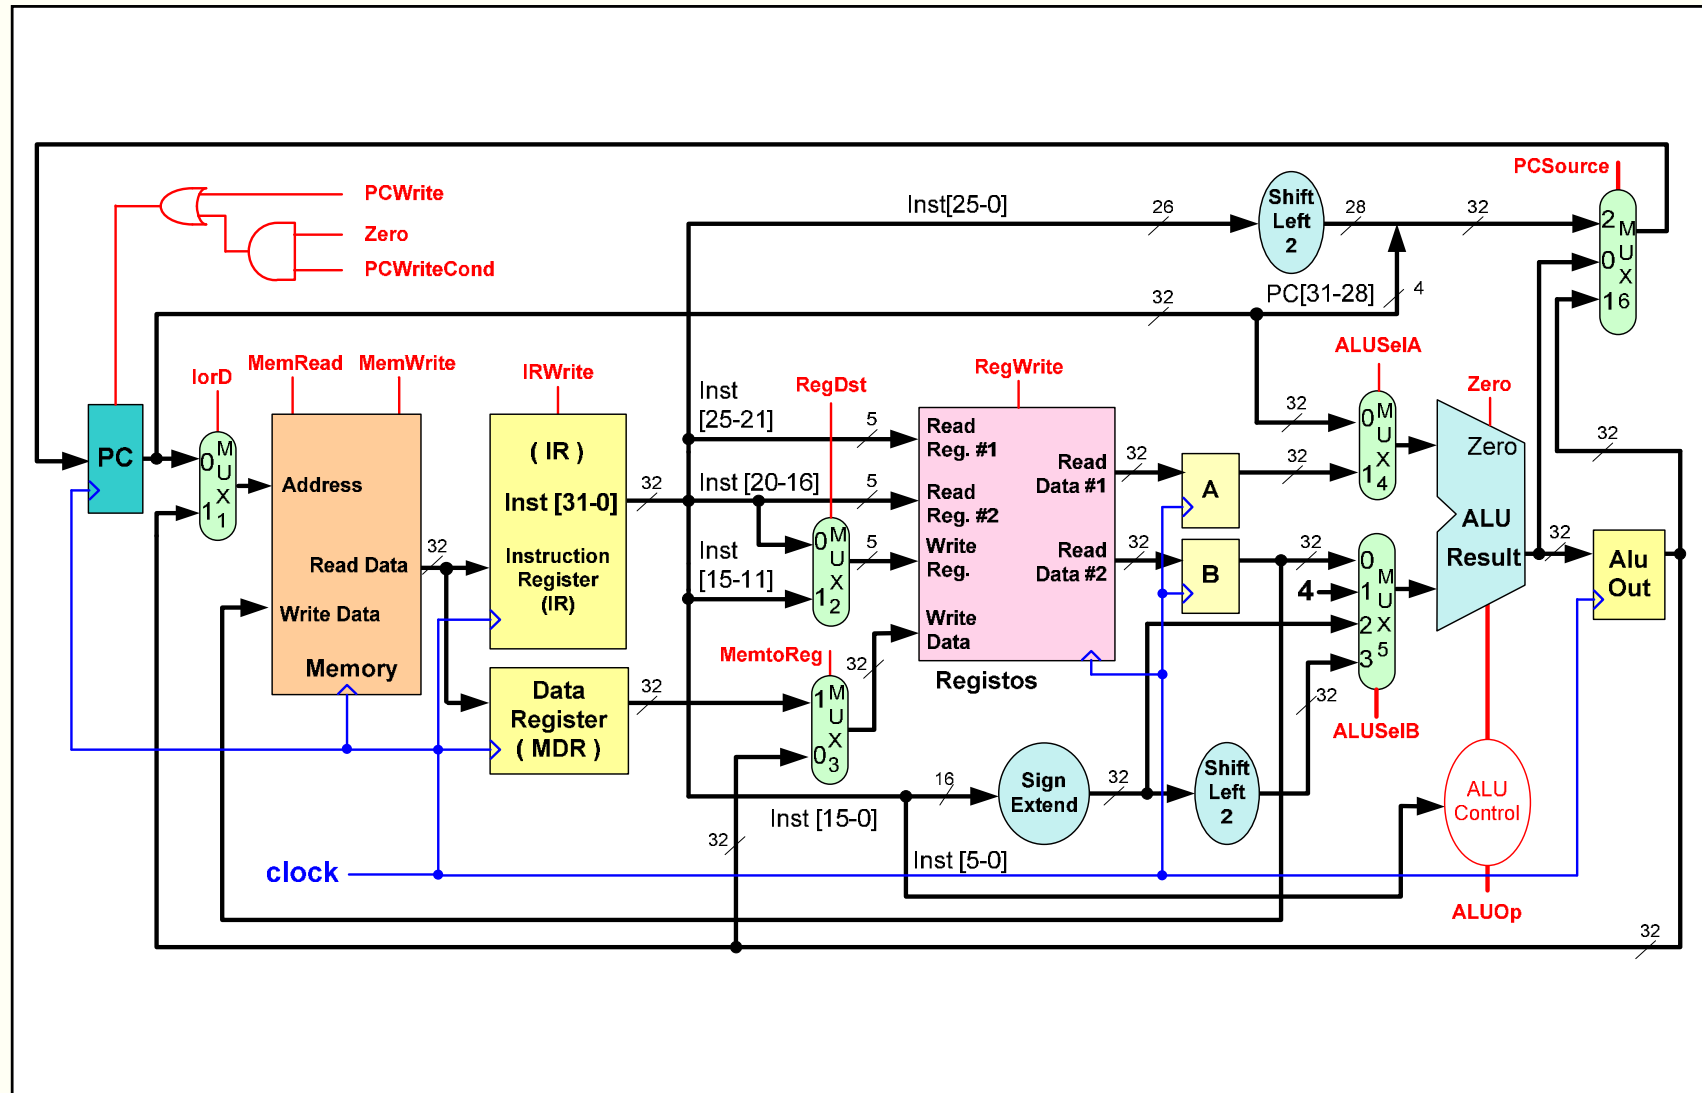 PCSource
PCWrite
Zero
PCWriteCond
Inst[25-0]
26
Shift
Left
2
28
32
2
0
1
M
U
X
6
32
PC[31-28]
4
IorD
MemRead
MemWrite
IRWrite
RegDst
RegWrite
ALUSelA
Zero
PC
0
1
M
U
X
1
Address
Read Data
Write Data
Memory
32
( IR )
Inst [31-0]
Instruction
Register
(IR)
32
Data
Register
( MDR )
32
Inst
[25-21]
5
Inst [20-16]
5
Inst
[15-11]
0
1
M
U
X
2
5
MemtoReg
1
0
M
U
X
3
32
32
Read
Reg. #1
Read
Reg. #2
Write
Reg.
Write
Data
Read
Data #1
Read
Data #2
Registos
32
32
A
B
32
32
32
0
1
M
U
X
4
4
0
1
2
3
M
U
X
5
ALUSelB
32
Zero
ALU
Result
32
Alu
Out
32
16
Inst [15-0]
Sign
Extend
32
Shift
Left
2
ALU
Control
ALUOp
Inst [5-0]
clock
32